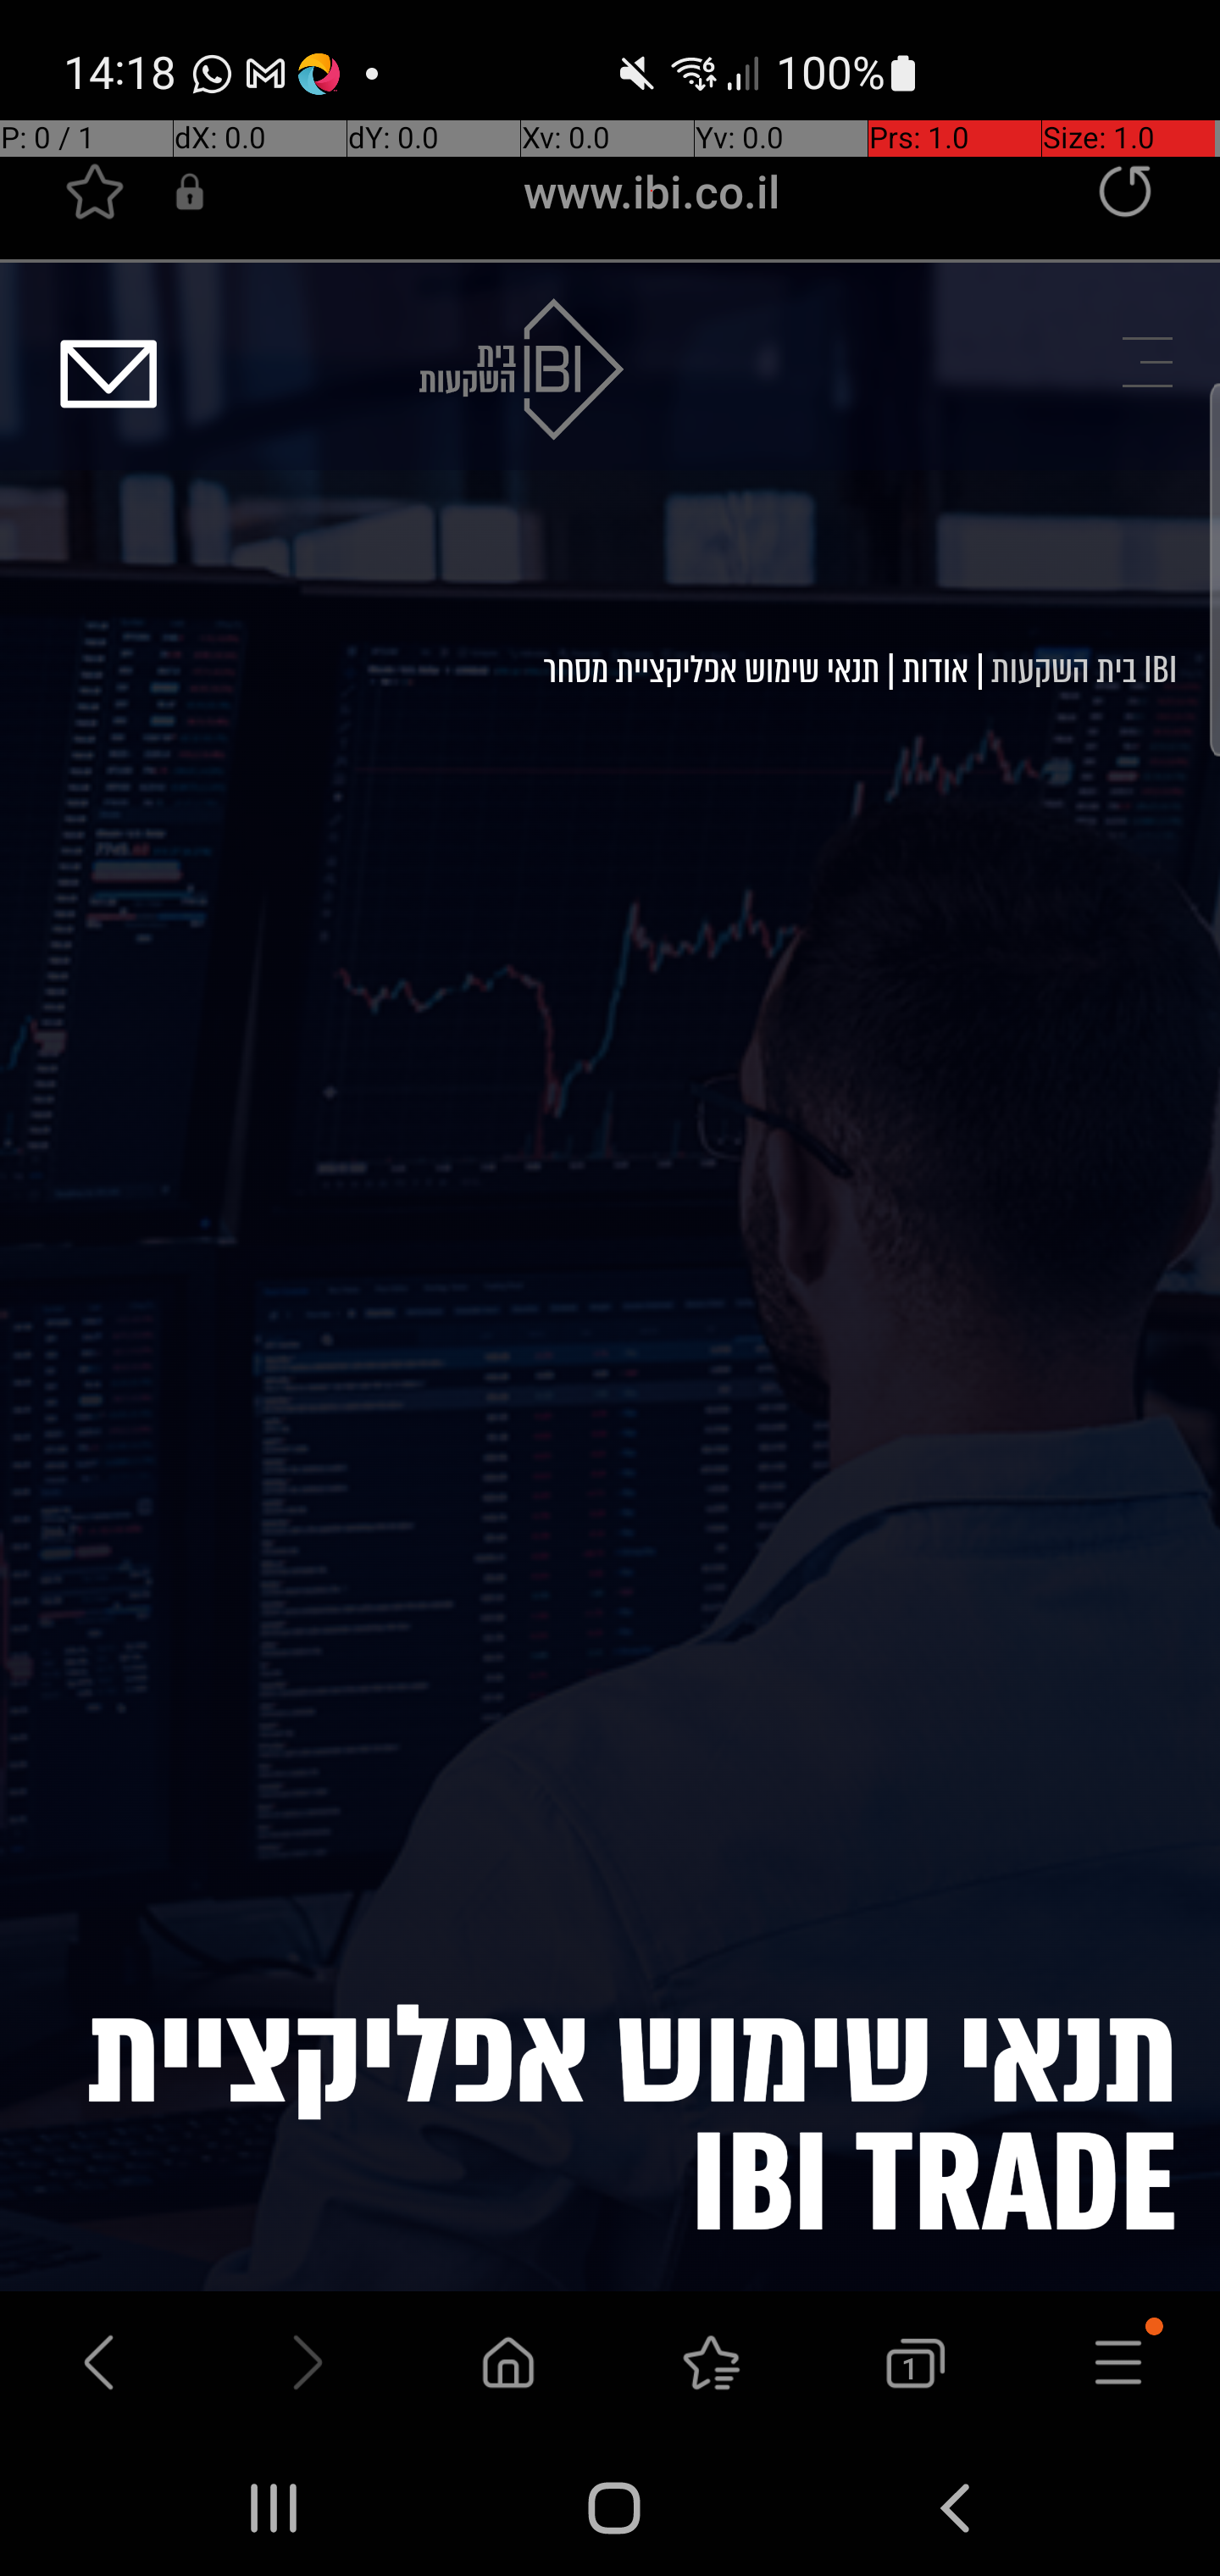 14:18 100%
P: 0 / 1 dX: 0.0 dY: 0.0 Xv: 0.0 Yv: 0.0 Prs: 1.0 Size: 1.0
www.ibi.co.il
בית
השקעות
IBI
IBI בית השקעות | אודות | תנאי שימוש אפליקציית מסחר
תנאי שימוש אפליקציית
IBI TRADE
1